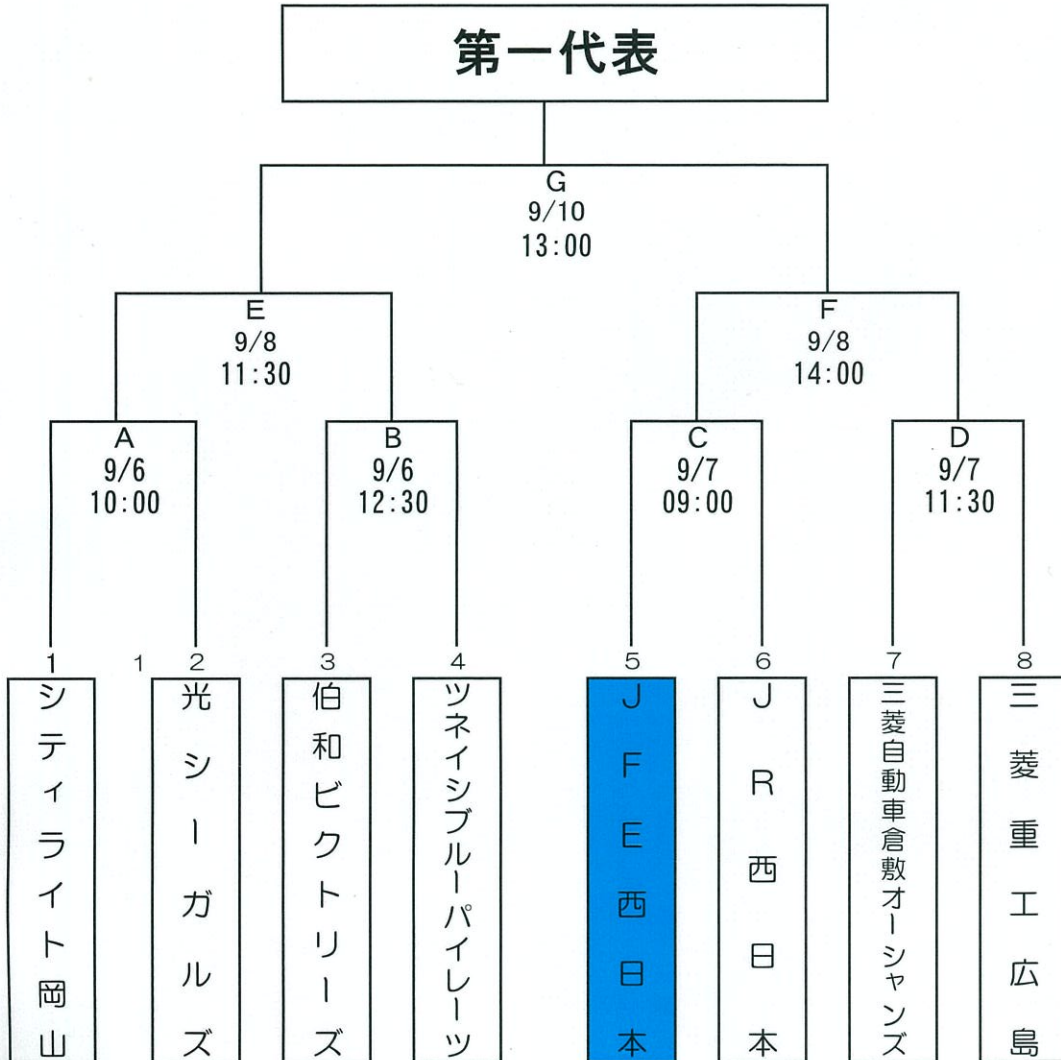 第一代表
G
9/10
13:00
E
9/8
11:30
F
9/8
14:00
A
9/6
10:00
B
9/6
12:30
C
9/7
09:00
D
9/7
11:30
1
1
2
3
4
5
6
7
8
シティライト岡山
光シーガルズ
伯和ビクトリーズ
ツネイシブルーパイレーツ
JFE西日本
JR西日本
三菱自動車倉敷オーシャンズ
三菱重工広島